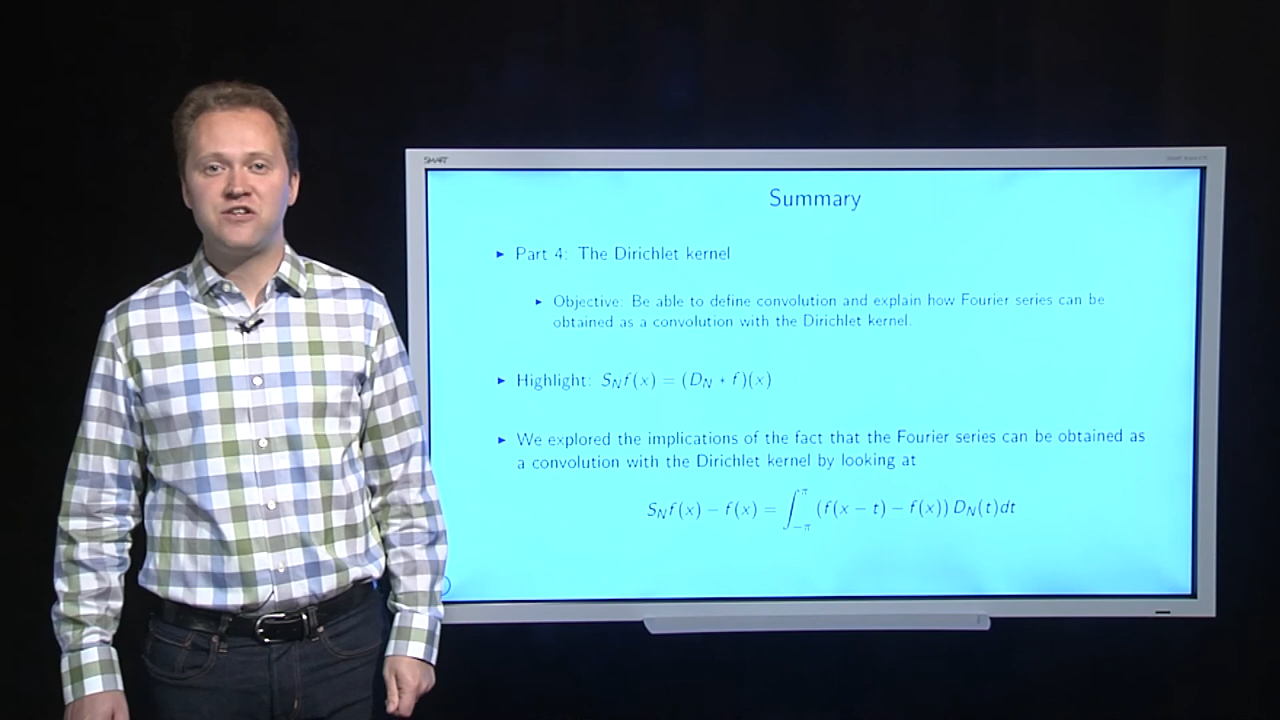 SMART
Summary
► Part 4: The Dirichlet kernel
► Objective: Be able to define convolution and explain how Fourier series can be
obtained as a convolution with the Dirichlet kernel.
► Highlight: S_N f(x) = (D_N * f)(x)
► We explored the implications of the fact that the Fourier series can be obtained as
a convolution with the Dirichlet kernel by looking at
S_N f(x) − f(x) = ∫_{−π}^{π} (f(x − t) − f(x)) D_N(t)dt